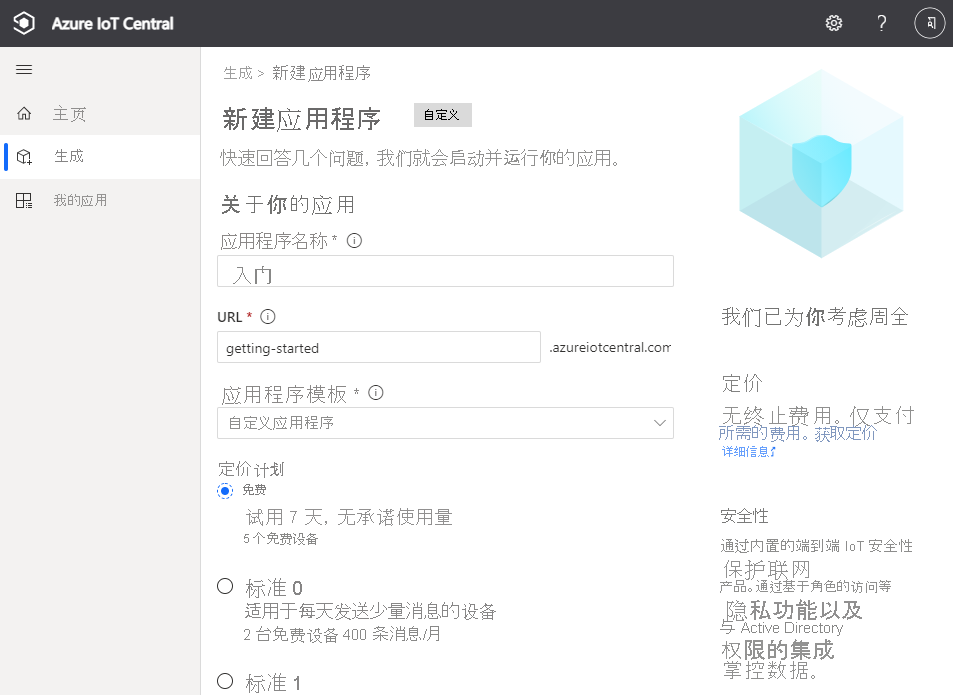 Azure IoT Central
?
主页
生成
我的应用
生成 > 新建应用程序
新建应用程序
自定义
快速回答几个问题, 我们就会启动并运行你的应用。
关于你的应用
应用程序名称 *
入门
URL *
getting-started
.azureiotcentral.com
应用程序模板 *
自定义应用程序
定价计划
免费
试用 7 天, 无承诺使用量
5 个免费设备
标准 0
适用于每天发送少量消息的设备
2 台免费设备 400 条消息/月
标准 1
我们已为你考虑周全
定价
无终止费用。仅支付
所需的费用。获取定价
详细信息
安全性
通过内置的端到端 IoT 安全性
保护联网
产品。通过基于角色的访问等
隐私功能以及
与 Active Directory
权限的集成
掌控数据。